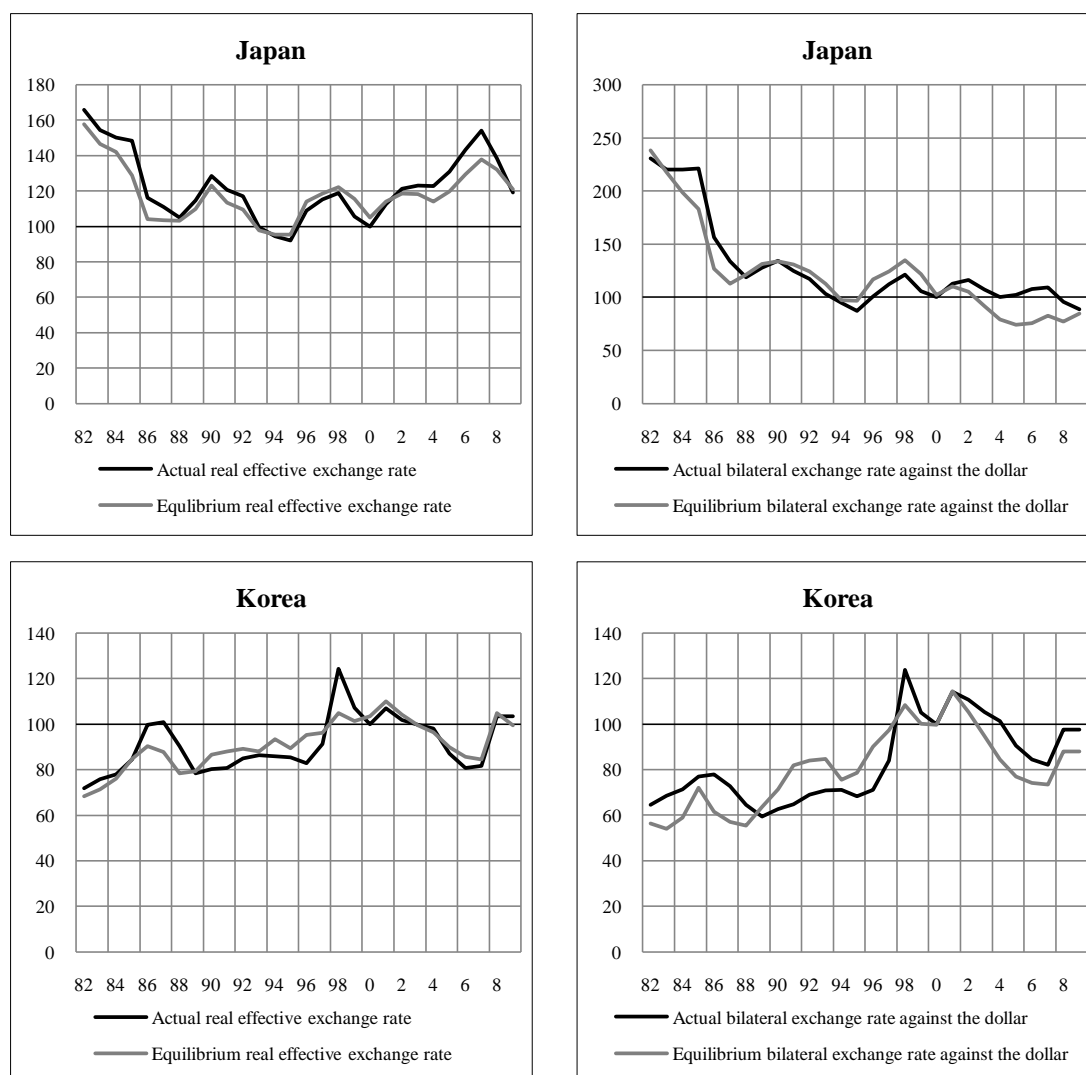 Japan
180
160
140
120
100
80
60
40
20
0
82 84 86 88 90 92 94 96 98 0 2 4 6 8
Actual real effective exchange rate
Equlibrium real effective exchange rate
Japan
300
250
200
150
100
50
0
82 84 86 88 90 92 94 96 98 0 2 4 6 8
Actual bilateral exchange rate against the dollar
Equilibrium bilateral exchange rate against the dollar
Korea
140
120
100
80
60
40
20
0
82 84 86 88 90 92 94 96 98 0 2 4 6 8
Actual real effective exchange rate
Equilibrium real effective exchange rate
Korea
140
120
100
80
60
40
20
0
82 84 86 88 90 92 94 96 98 0 2 4 6 8
Actual bilateral exchange rate against the dollar
Equilibrium bilateral exchange rate against the dollar